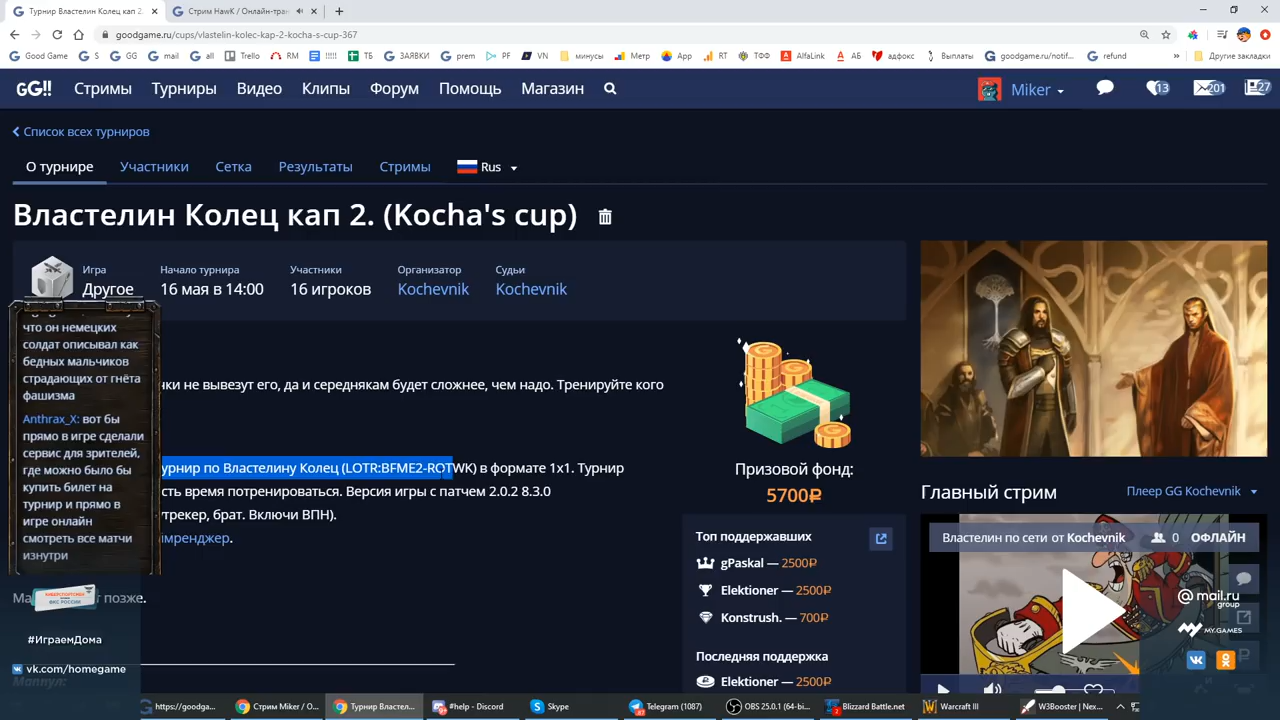 Турнир Властелин Колец кап 2.
Стрим HawK / Онлайн-тран
goodgame.ru/cups/vlastelin-kolec-kap-2-kocha-s-cup-367
Good Game
S
G
mail
all
Trello
RM
!!!!
ТБ
ЗАЯВКИ
prem
PF
VN
минусы
Метр
App
RT
ТФФ
AlfaLink
АБ
адфокс
Выплаты
goodgame.ru/notif...
refund
»
Другие закладки
GG!!
Стримы
Турниры
Видео
Клипы
Форум
Помощь
Магазин
Miker
13
201
27
Список всех турниров
О турнире
Участники
Сетка
Результаты
Стримы
Rus
Властелин Колец кап 2. (Kocha's cup)
Игра
Другое
Начало турнира
16 мая в 14:00
Участники
16 игроков
Организатор
Kochevnik
Судьи
Kochevnik
что он немецких
солдат описывал как
бедных мальчиков
страдающих от гнёта
фашизма
Anthrax_X: вот бы
прямо в игре сделали
сервис для зрителей,
где можно было бы
купить билет на
турнир и прямо в
игре онлайн
смотреть все матчи
изнутри
нки не вывезут его, да и середнякам будет сложнее, чем надо. Тренируйте кого
урнир по Властелину Колец (LOTR:BFME2-ROTWK) в формате 1х1. Турнир
сть время потренироваться. Версия игры с патчем 2.0.2 8.3.0
трекер, брат. Включи ВПН).
мренджер.
позже.
#ИграемДома
vk.com/homegame
Маппул:
Призовой фонд:
5700₽
Топ поддержавших
gPaskal — 2500₽
Elektioner — 2500₽
Konstrush. — 700₽
Последняя поддержка
Elektioner — 2500₽
Главный стрим
Плеер GG Kochevnik
Властелин по сети от Kochevnik
0
ОФЛАЙН
@mail.ru
group
MY.GAMES
https://goodga...
Стрим Miker / О...
Турнир Властел...
#help - Discord
Skype
Telegram (1087)
OBS 25.0.1 (64-bi...
Blizzard Battle.net
Warcraft III
W3Booster | Nex...